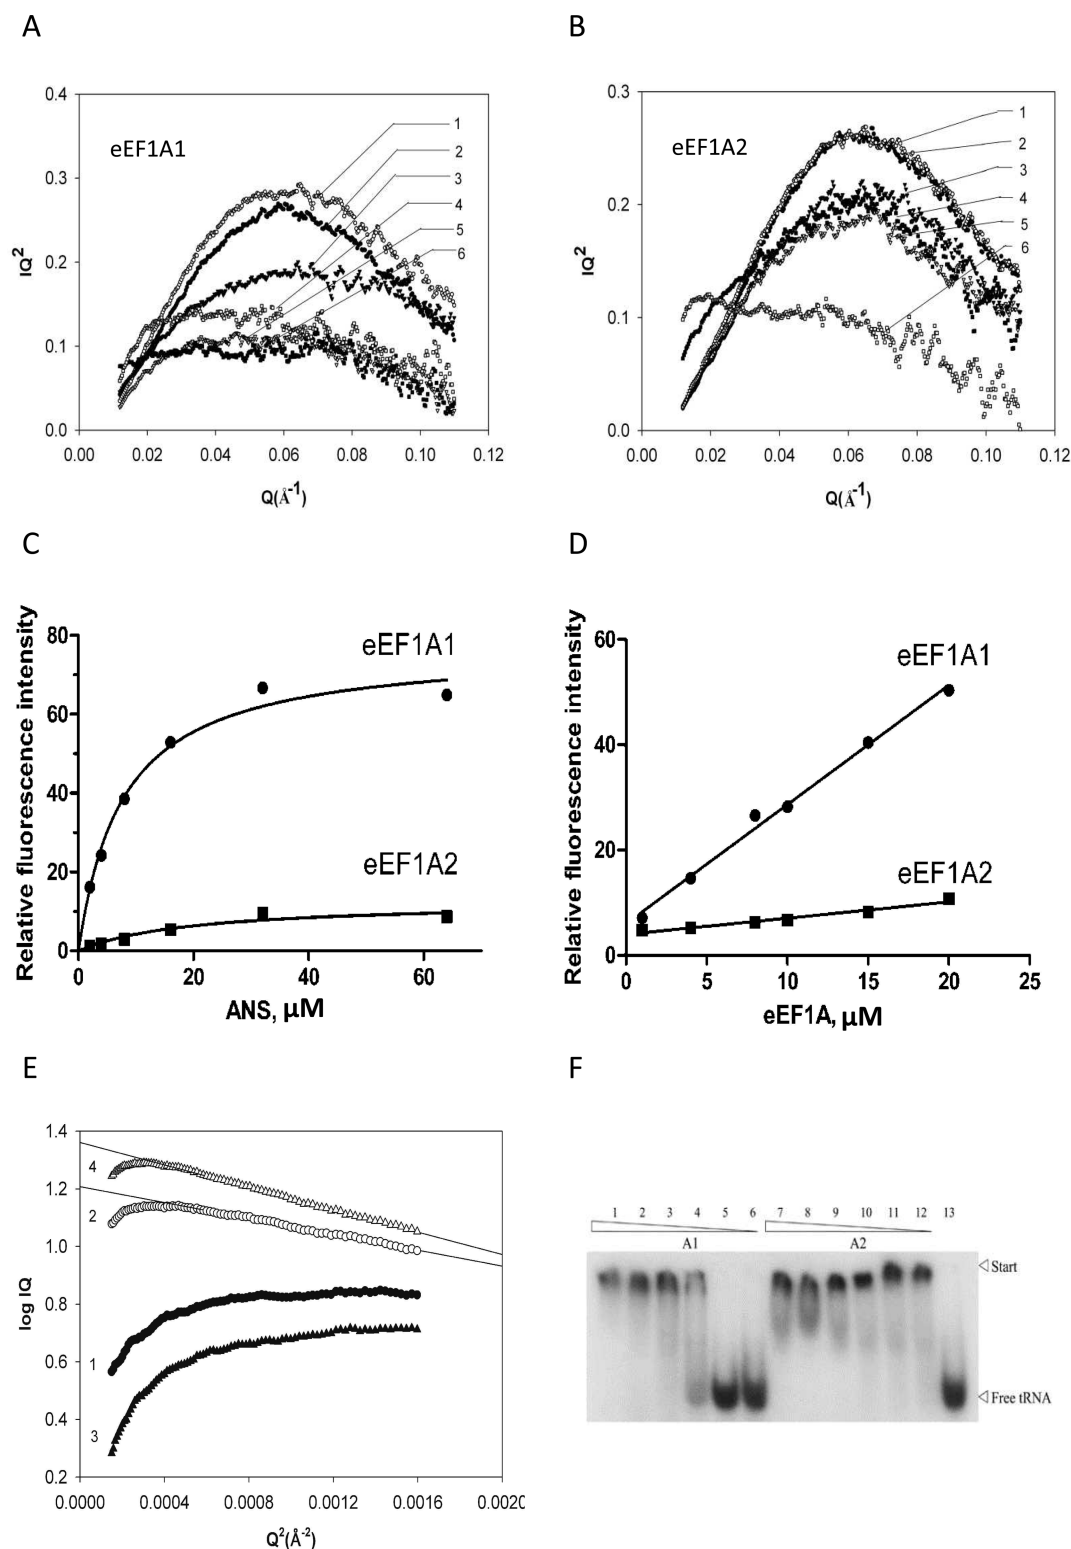 A
B
0.4
0.3
0.2
0.1
0.0
IQ²
eEF1A1
1
2
3
4
5
6
0.00 0.02 0.04 0.06 0.08 0.10 0.12
Q(Å⁻¹)
0.3
0.2
0.1
0.0
IQ²
eEF1A2
1
2
3
4
5
6
0.00 0.02 0.04 0.06 0.08 0.10 0.12
Q(Å⁻¹)
C
D
Relative fluorescence intensity
80
60
40
20
0
eEF1A1
eEF1A2
0 20 40 60
ANS, µM
Relative fluorescence intensity
60
40
20
0
eEF1A1
eEF1A2
0 5 10 15 20 25
eEF1A, µM
E
F
1.4
1.2
1.0
0.8
0.6
0.4
0.2
log IQ
4
2
1
3
0.0000 0.0004 0.0008 0.0012 0.0016 0.0020
Q²(Å⁻²)
1 2 3 4 5 6 7 8 9 10 11 12 13
A1 A2
Start
Free tRNA